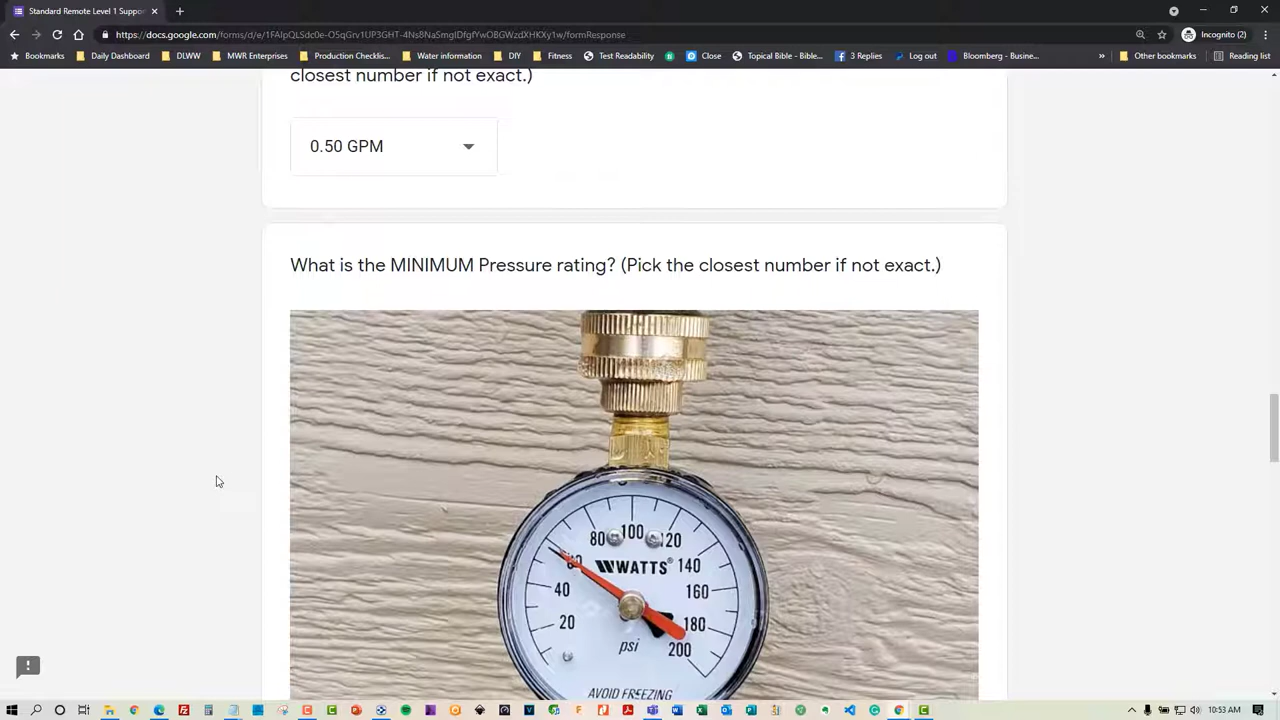 Standard Remote Level 1 Suppor
https://docs.google.com/forms/d/e/1FAIpQLSdc0e-O5qGrv1UP3GHT-4Ns8NaSmgIDfgfYwOBGWzdXHKXy1w/formResponse
Incognito (2)
Bookmarks
Daily Dashboard
DLWW
MWR Enterprises
Production Checklis...
Water information
DIY
Fitness
Test Readability
Close
Topical Bible - Bible...
3 Replies
Log out
Bloomberg - Busine...
»
Other bookmarks
Reading list
closest number if not exact.)
0.50 GPM
What is the MINIMUM Pressure rating? (Pick the closest number if not exact.)
80 100 120
WATTS® 140
40 160
20 180
psi 200
AVOID FREEZING
10:53 AM